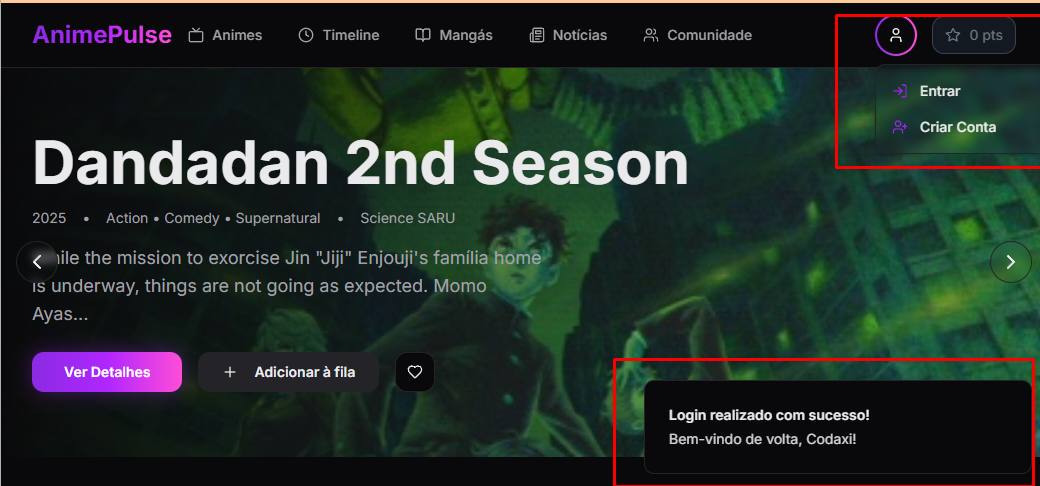 AnimePulse Animes Timeline Mangás Notícias Comunidade 0 pts
Entrar
Criar Conta
Dandadan 2nd Season
2025 • Action • Comedy • Supernatural • Science SARU
ile the mission to exorcise Jin "Jiji" Enjouji's família home
is underway, things are not going as expected. Momo
Ayas...
Ver Detalhes Adicionar à fila
Login realizado com sucesso!
Bem-vindo de volta, Codaxi!